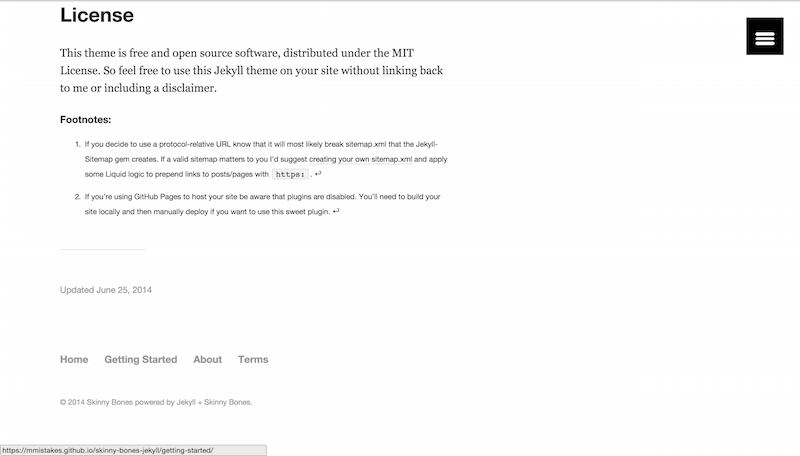 License
This theme is free and open source software, distributed under the MIT
License. So feel free to use this Jekyll theme on your site without linking back
to me or including a disclaimer.
Footnotes:
1. If you decide to use a protocol-relative URL know that it will most likely break sitemap.xml that the Jekyll-
Sitemap gem creates. If a valid sitemap matters to you I'd suggest creating your own sitemap.xml and apply
some Liquid logic to prepend links to posts/pages with https: . ↩
2. If you're using GitHub Pages to host your site be aware that plugins are disabled. You'll need to build your
site locally and then manually deploy if you want to use this sweet plugin. ↩
Updated June 25, 2014
Home Getting Started About Terms
© 2014 Skinny Bones powered by Jekyll + Skinny Bones.
https://mmistakes.github.io/skinny-bones-jekyll/getting-started/